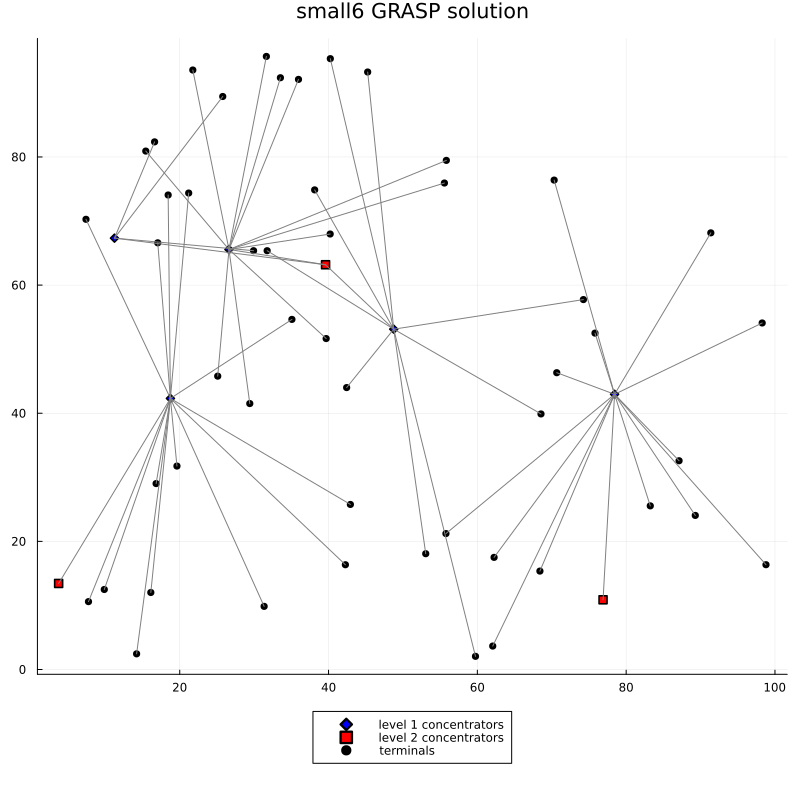 small6 GRASP solution
80
60
40
20
0
20 40 60 80 100
level 1 concentrators
level 2 concentrators
terminals